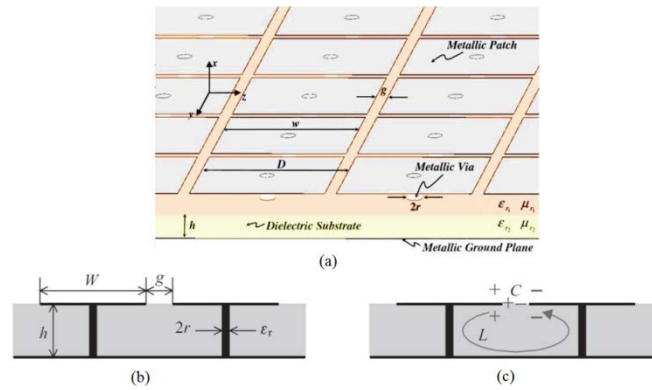 x
z
y
Metallic Patch
g
w
D
Metallic Via
2r
h
Dielectric Substrate
εr1 μr1
εr2 μr2
Metallic Ground Plane
(a)
W
g
h
2r
εr
(b)
+ C −
+ −
+ −
L
(c)